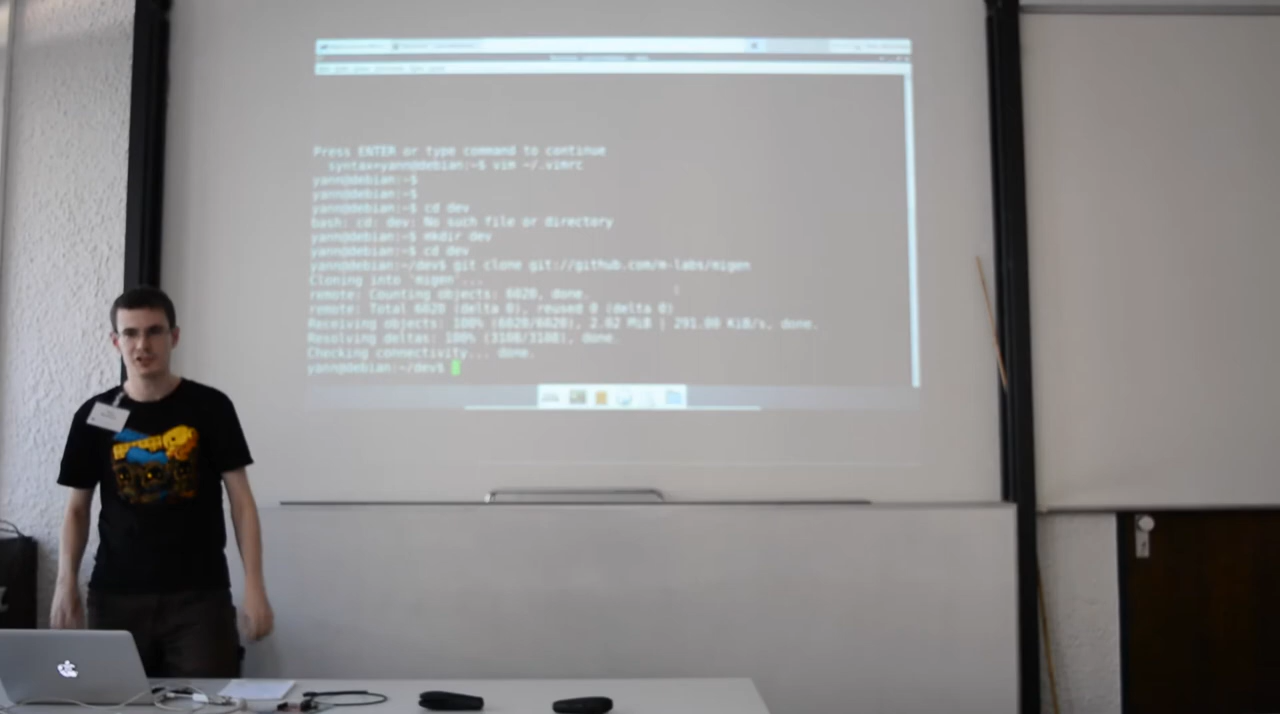 Press ENTER or type command to continue
syntax=yann@debian:~$ vim ~/.vimrc
yann@debian:~$
yann@debian:~$
yann@debian:~$ cd dev
bash: cd: dev: No such file or directory
yann@debian:~$ mkdir dev
yann@debian:~$ cd dev
yann@debian:~/dev$ git clone git://github.com/m-labs/migen
Cloning into 'migen'...
remote: Counting objects: 6020, done.
remote: Total 6020 (delta 0), reused 0 (delta 0)
Receiving objects: 100% (6020/6020), 2.02 MiB | 291.00 KiB/s, done.
Resolving deltas: 100% (3108/3108), done.
Checking connectivity... done.
yann@debian:~/dev$